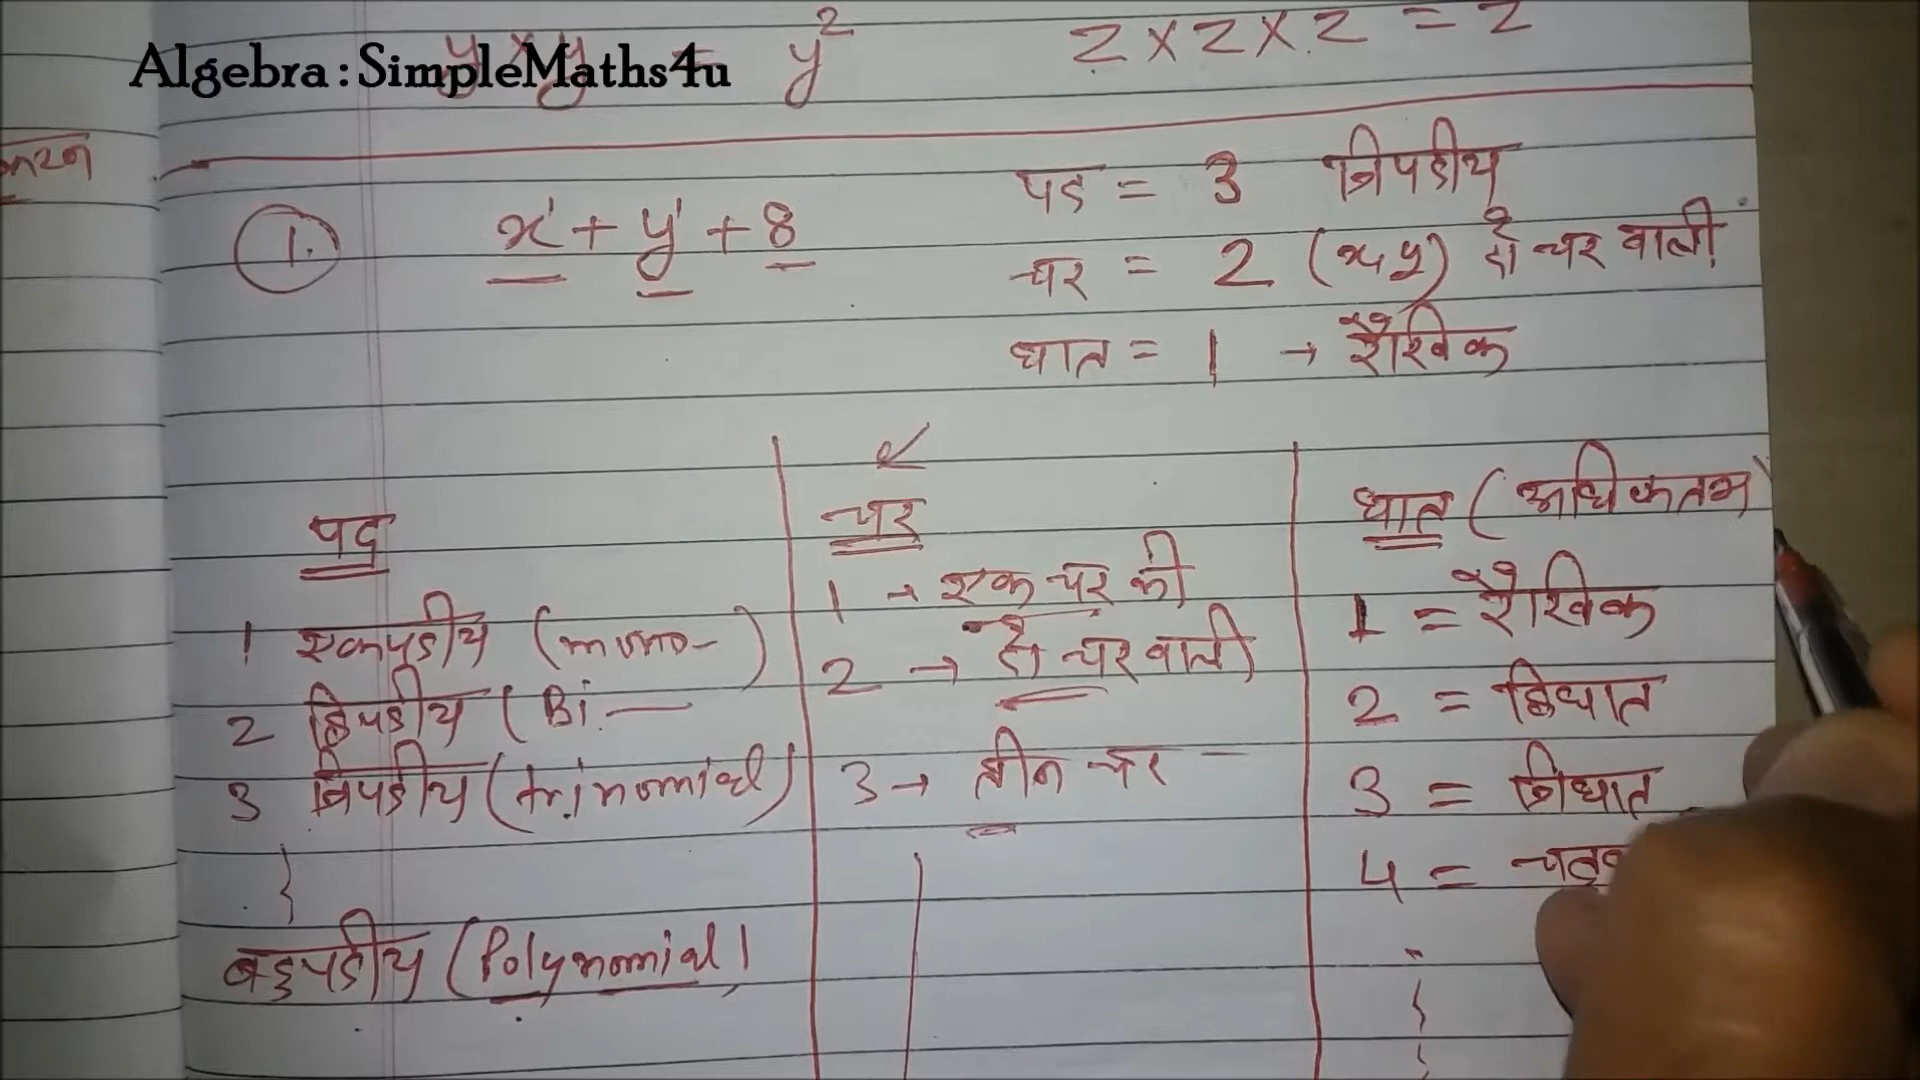 y × y = y²   z × z × z = z
Algebra : SimpleMaths4u
1. x¹ + y¹ + 8
पद = 3 त्रिपदीय
चर = 2 (x, y) दो चर वाली
घात = 1 → रैखिक
पद
1 एकपदीय (mono-)
2 द्विपदीय (Bi —
3 त्रिपदीय (trinomial)
बहुपदीय (Polynomial)
चर
1 → एक चर की
2 → दो चर वाली
3 → तीन चर —
घात (अधिकतम)
1 = रैखिक
2 = द्विघात
3 = त्रिघात
4 =